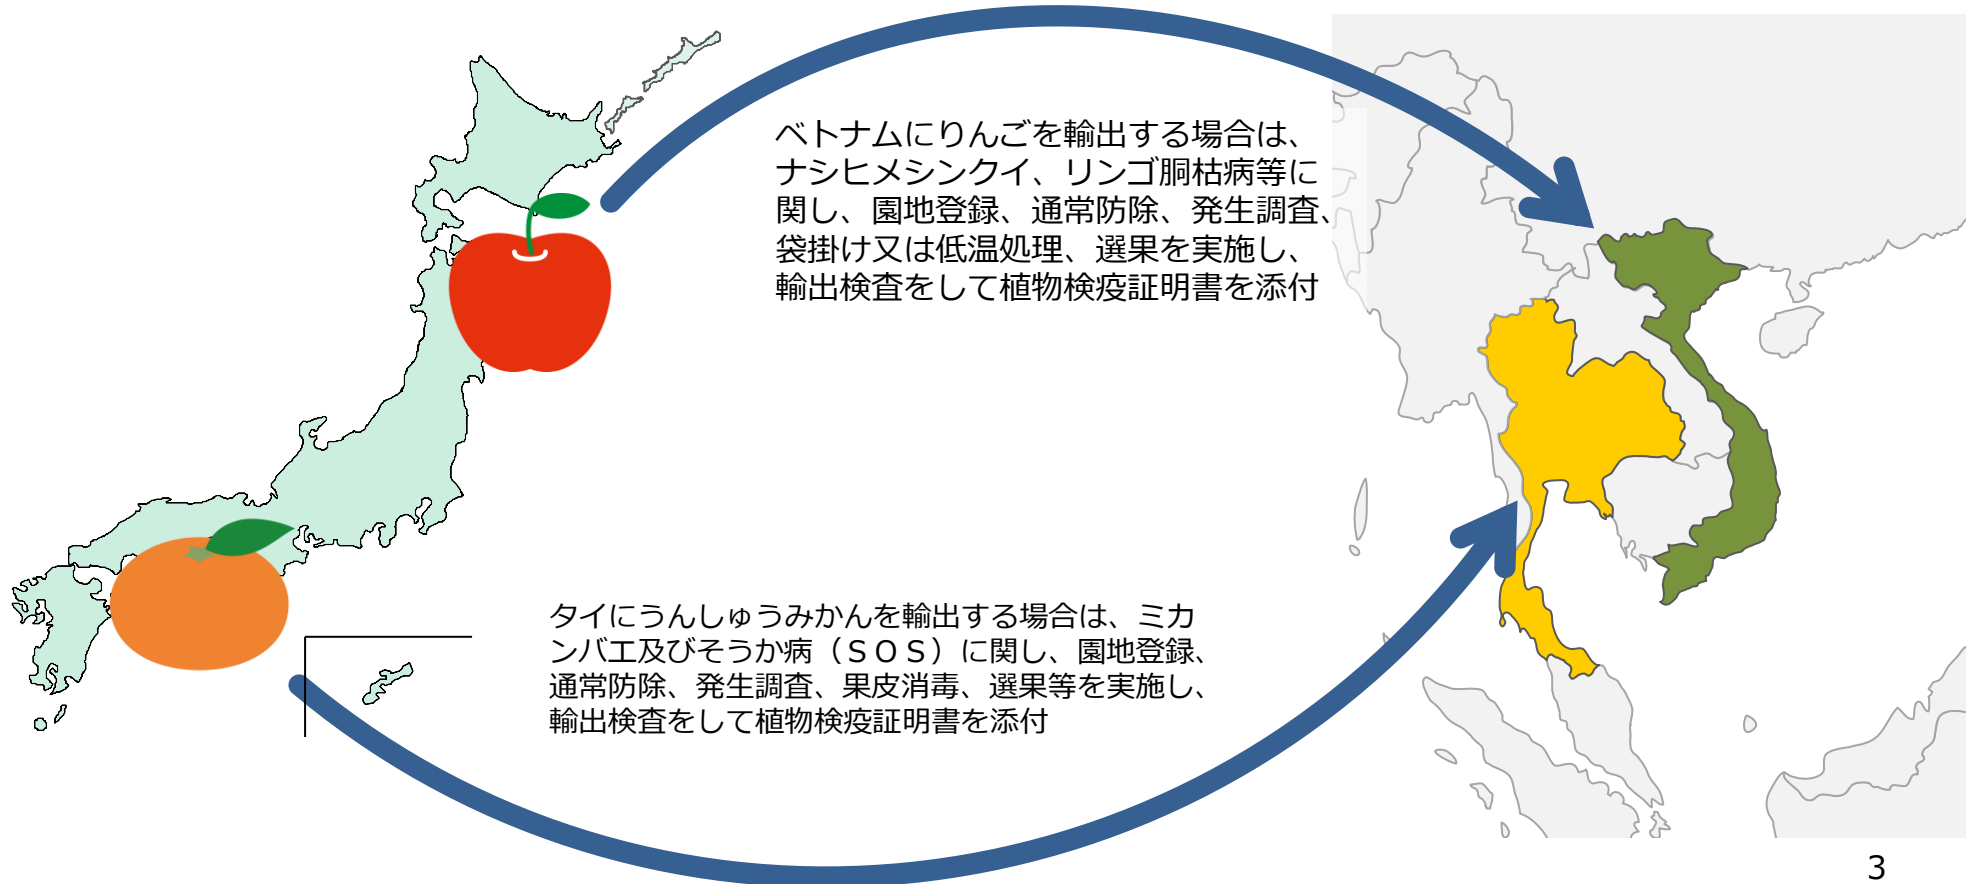 ベトナムにりんごを輸出する場合は、
ナシヒメシンクイ、リンゴ胴枯病等に
関し、園地登録、通常防除、発生調査、
袋掛け又は低温処理、選果を実施し、
輸出検査をして植物検疫証明書を添付
タイにうんしゅうみかんを輸出する場合は、ミカ
ンバエ及びそうか病（ＳＯＳ）に関し、園地登録、
通常防除、発生調査、果皮消毒、選果等を実施し、
輸出検査をして植物検疫証明書を添付
3